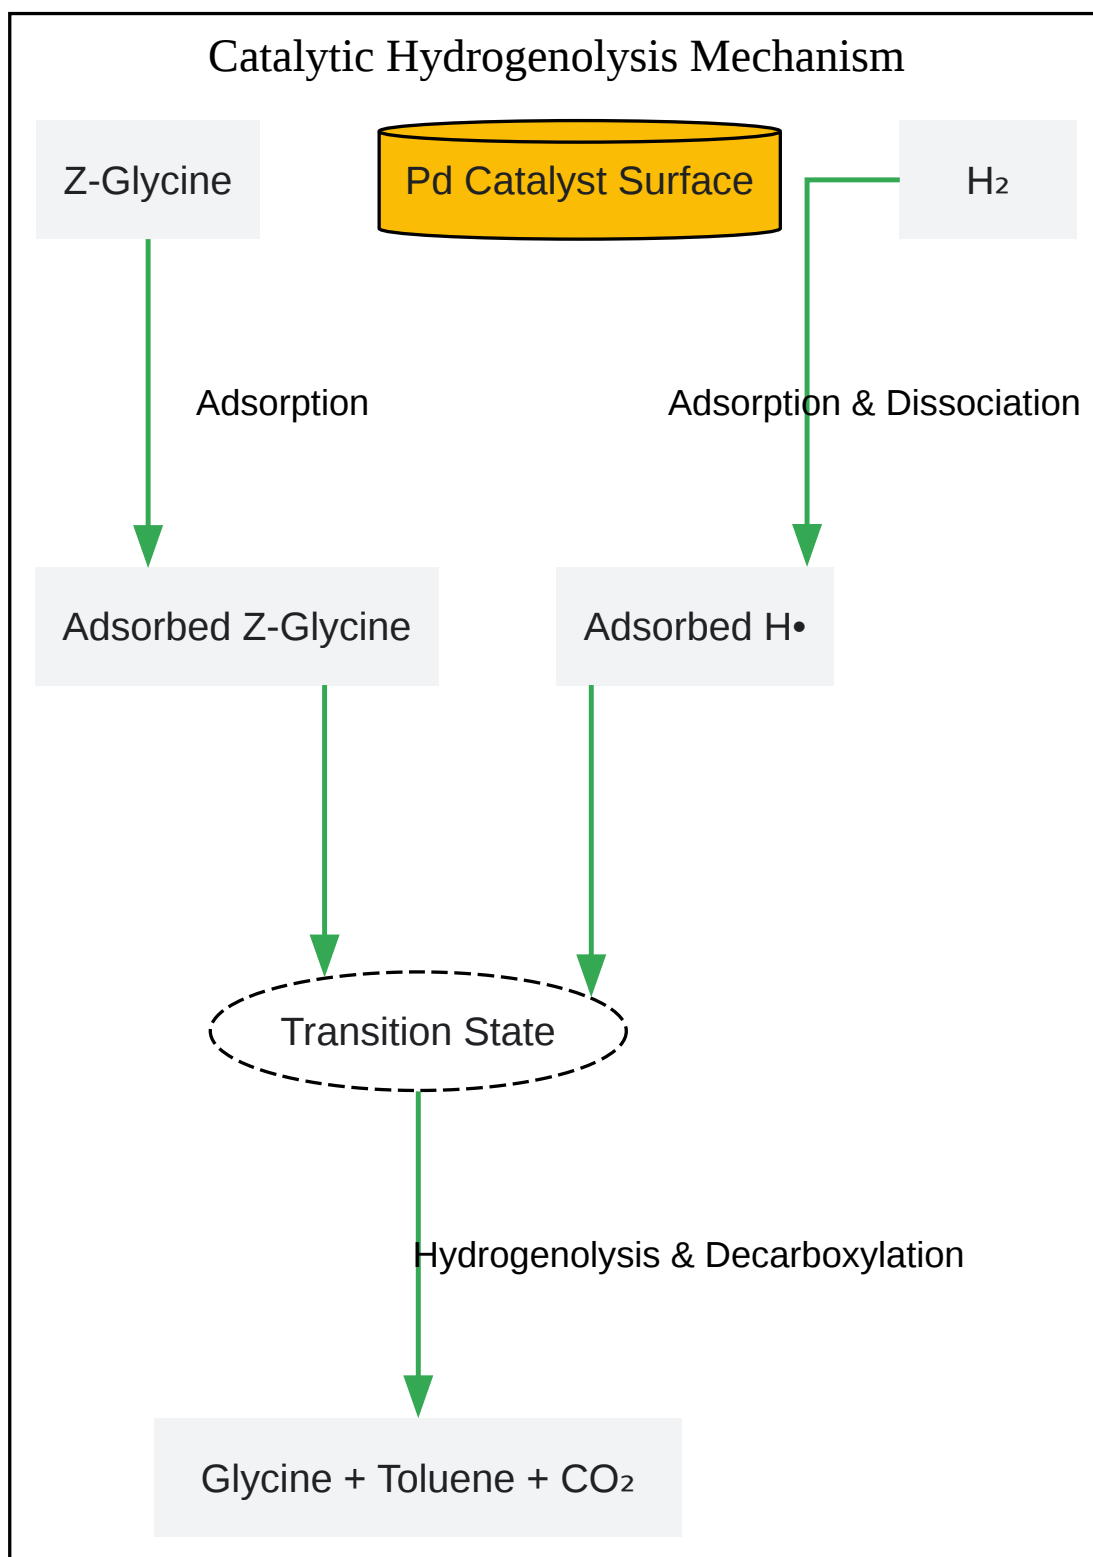 Catalytic Hydrogenolysis Mechanism
Z-Glycine
Pd Catalyst Surface
H₂
Adsorption
Adsorption & Dissociation
Adsorbed Z-Glycine
Adsorbed H•
Transition State
Hydrogenolysis & Decarboxylation
Glycine + Toluene + CO₂